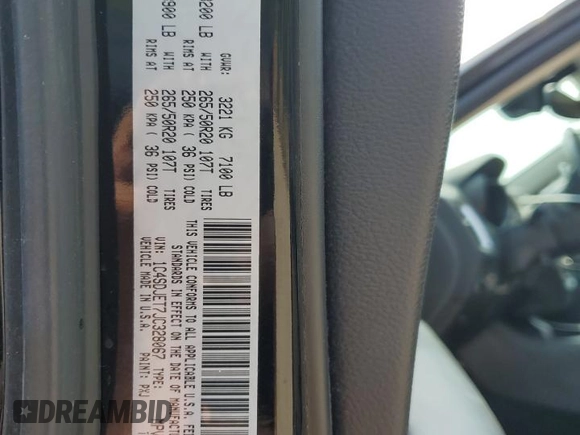 GVWR: 3221 KG 7100 LB
200 LB WITH 265/50R20 107T TIRES
RIMS AT 250 KPA ( 36 PSI) COLD
900 LB WITH 265/50R20 107T TIRES
RIMS AT 250 KPA ( 36 PSI) COLD
THIS VEHICLE CONFORMS TO ALL APPLICABLE U.S.A. FE
STANDARDS IN EFFECT ON THE DATE OF MANUFACTUR
VIN: 1C4SDJET7JC328067 TYPE:
VEHICLE MADE IN U.S.A. PAINT: PXJ
DREAMBID